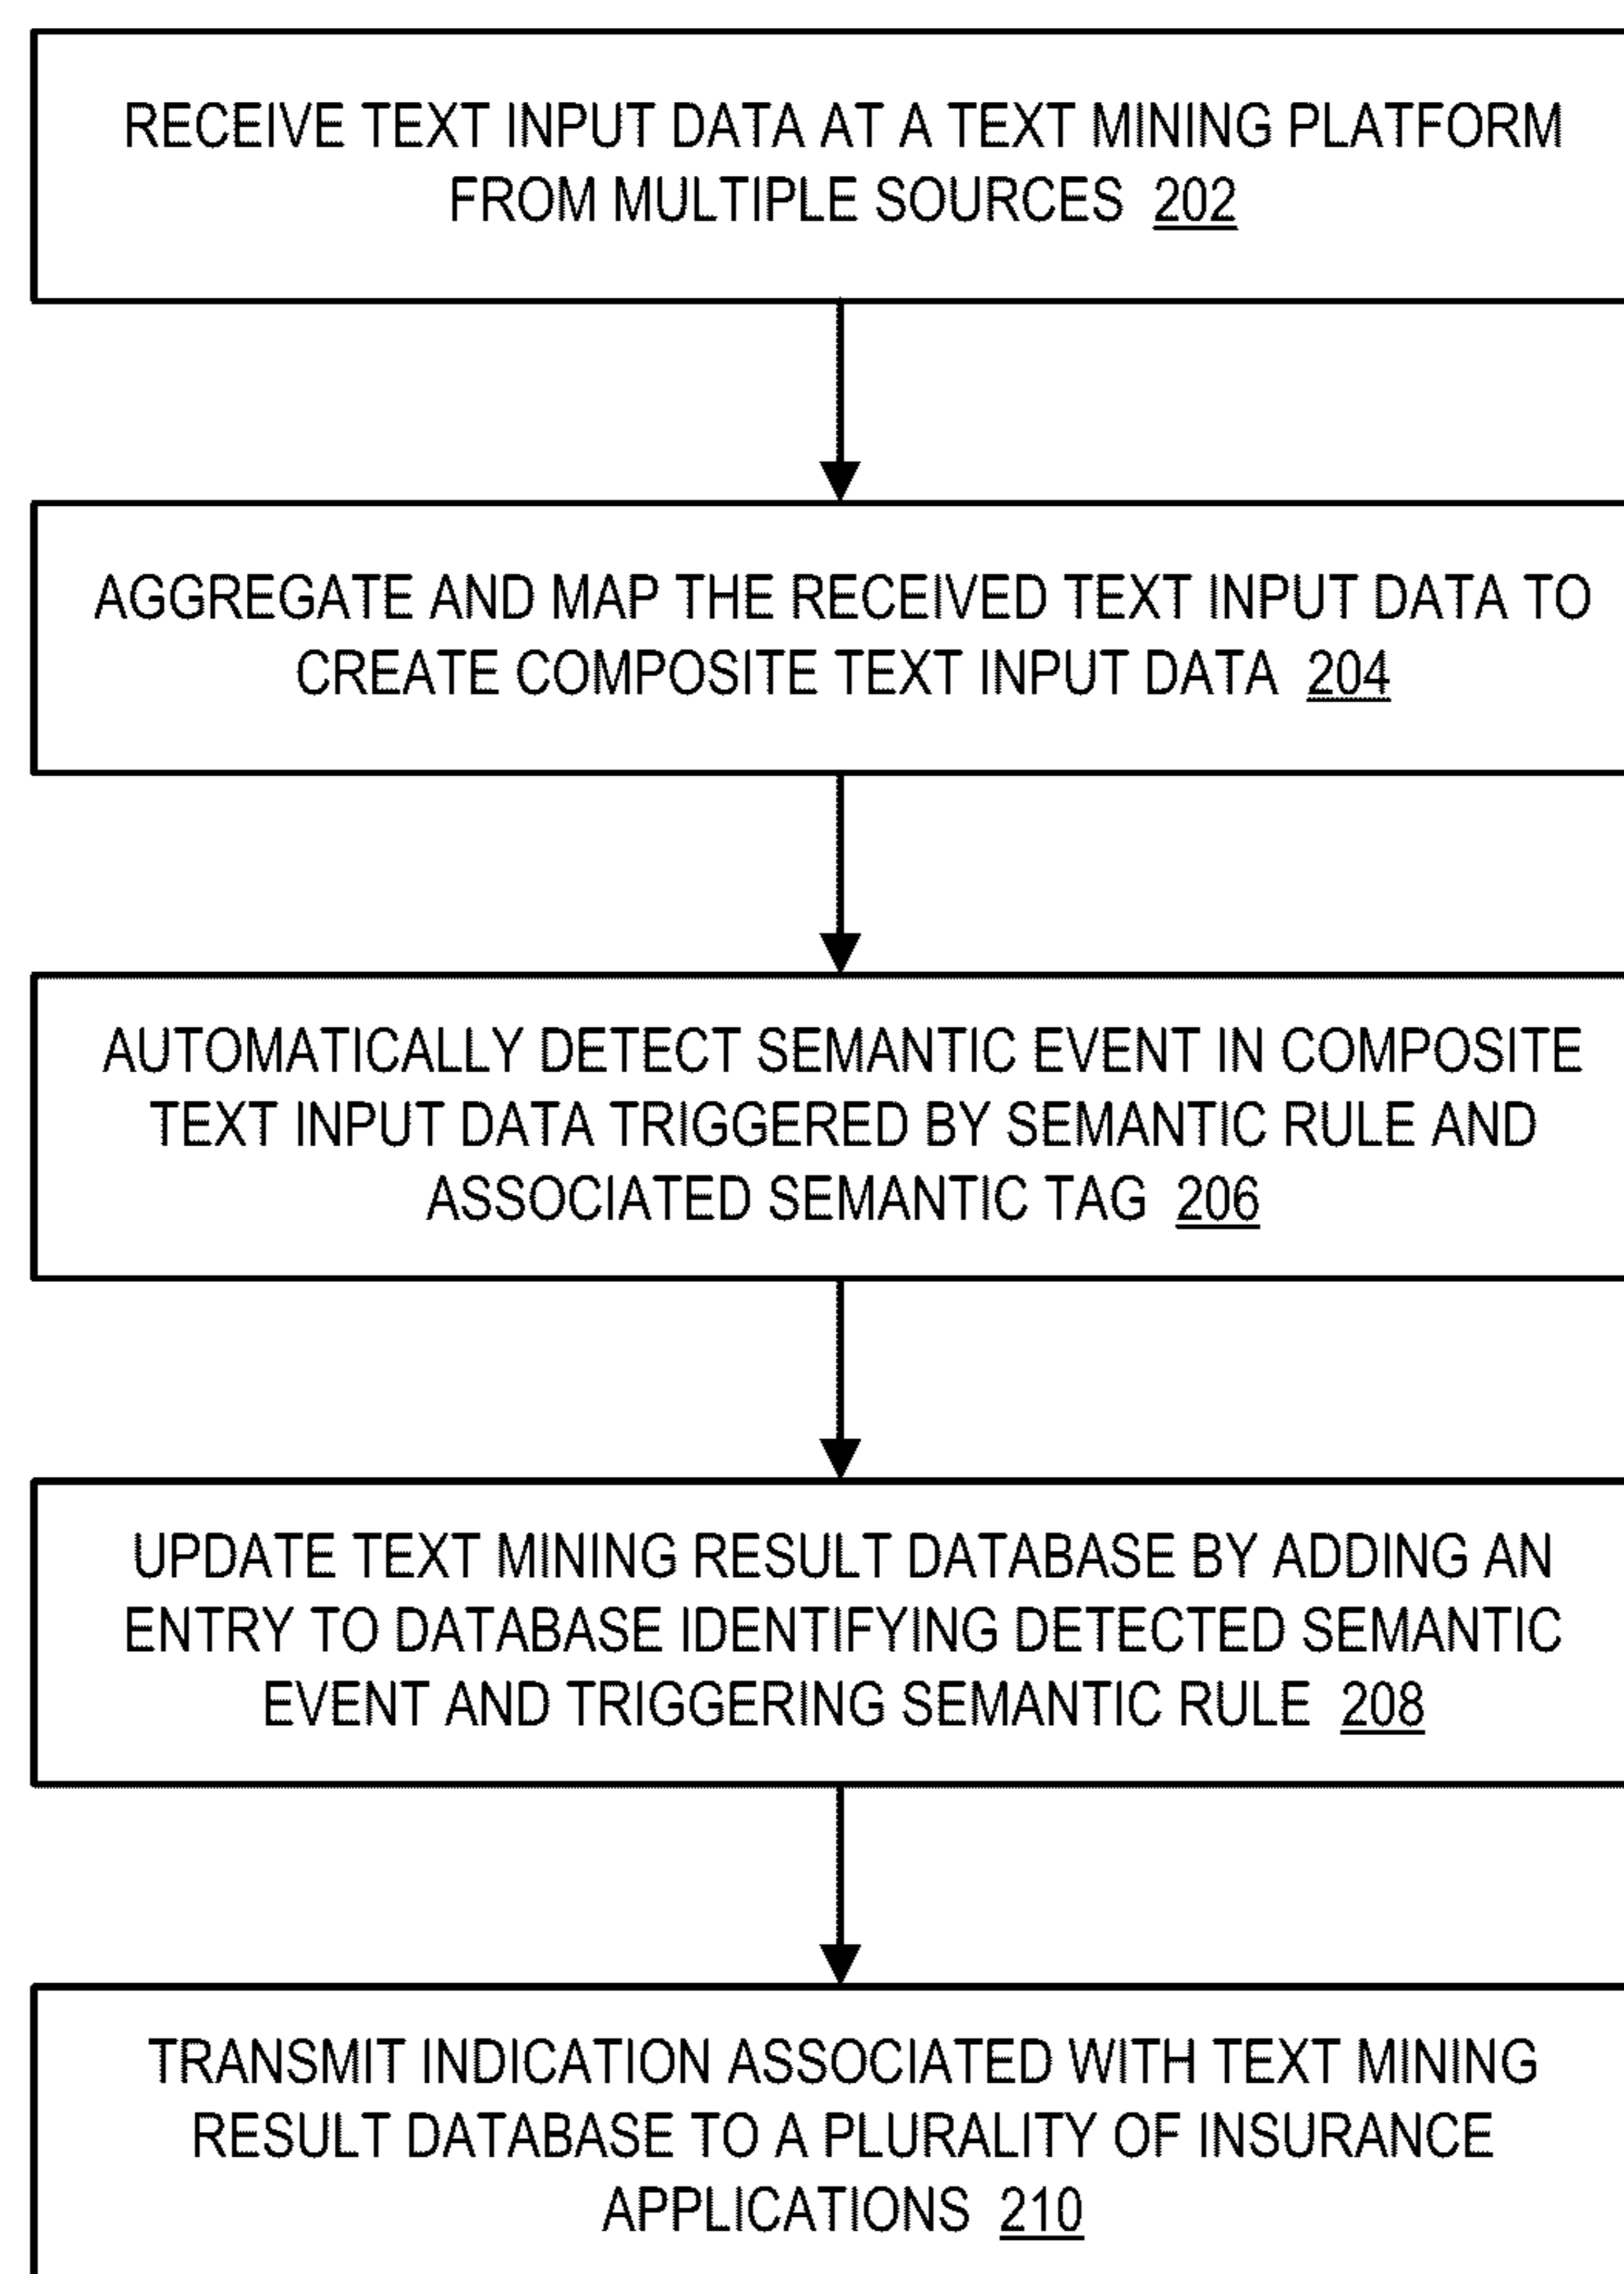 RECEIVE TEXT INPUT DATA AT A TEXT MINING PLATFORM
FROM MULTIPLE SOURCES 202
AGGREGATE AND MAP THE RECEIVED TEXT INPUT DATA TO
CREATE COMPOSITE TEXT INPUT DATA 204
AUTOMATICALLY DETECT SEMANTIC EVENT IN COMPOSITE
TEXT INPUT DATA TRIGGERED BY SEMANTIC RULE AND
ASSOCIATED SEMANTIC TAG 206
UPDATE TEXT MINING RESULT DATABASE BY ADDING AN
ENTRY TO DATABASE IDENTIFYING DETECTED SEMANTIC
EVENT AND TRIGGERING SEMANTIC RULE 208
TRANSMIT INDICATION ASSOCIATED WITH TEXT MINING
RESULT DATABASE TO A PLURALITY OF INSURANCE
APPLICATIONS 210